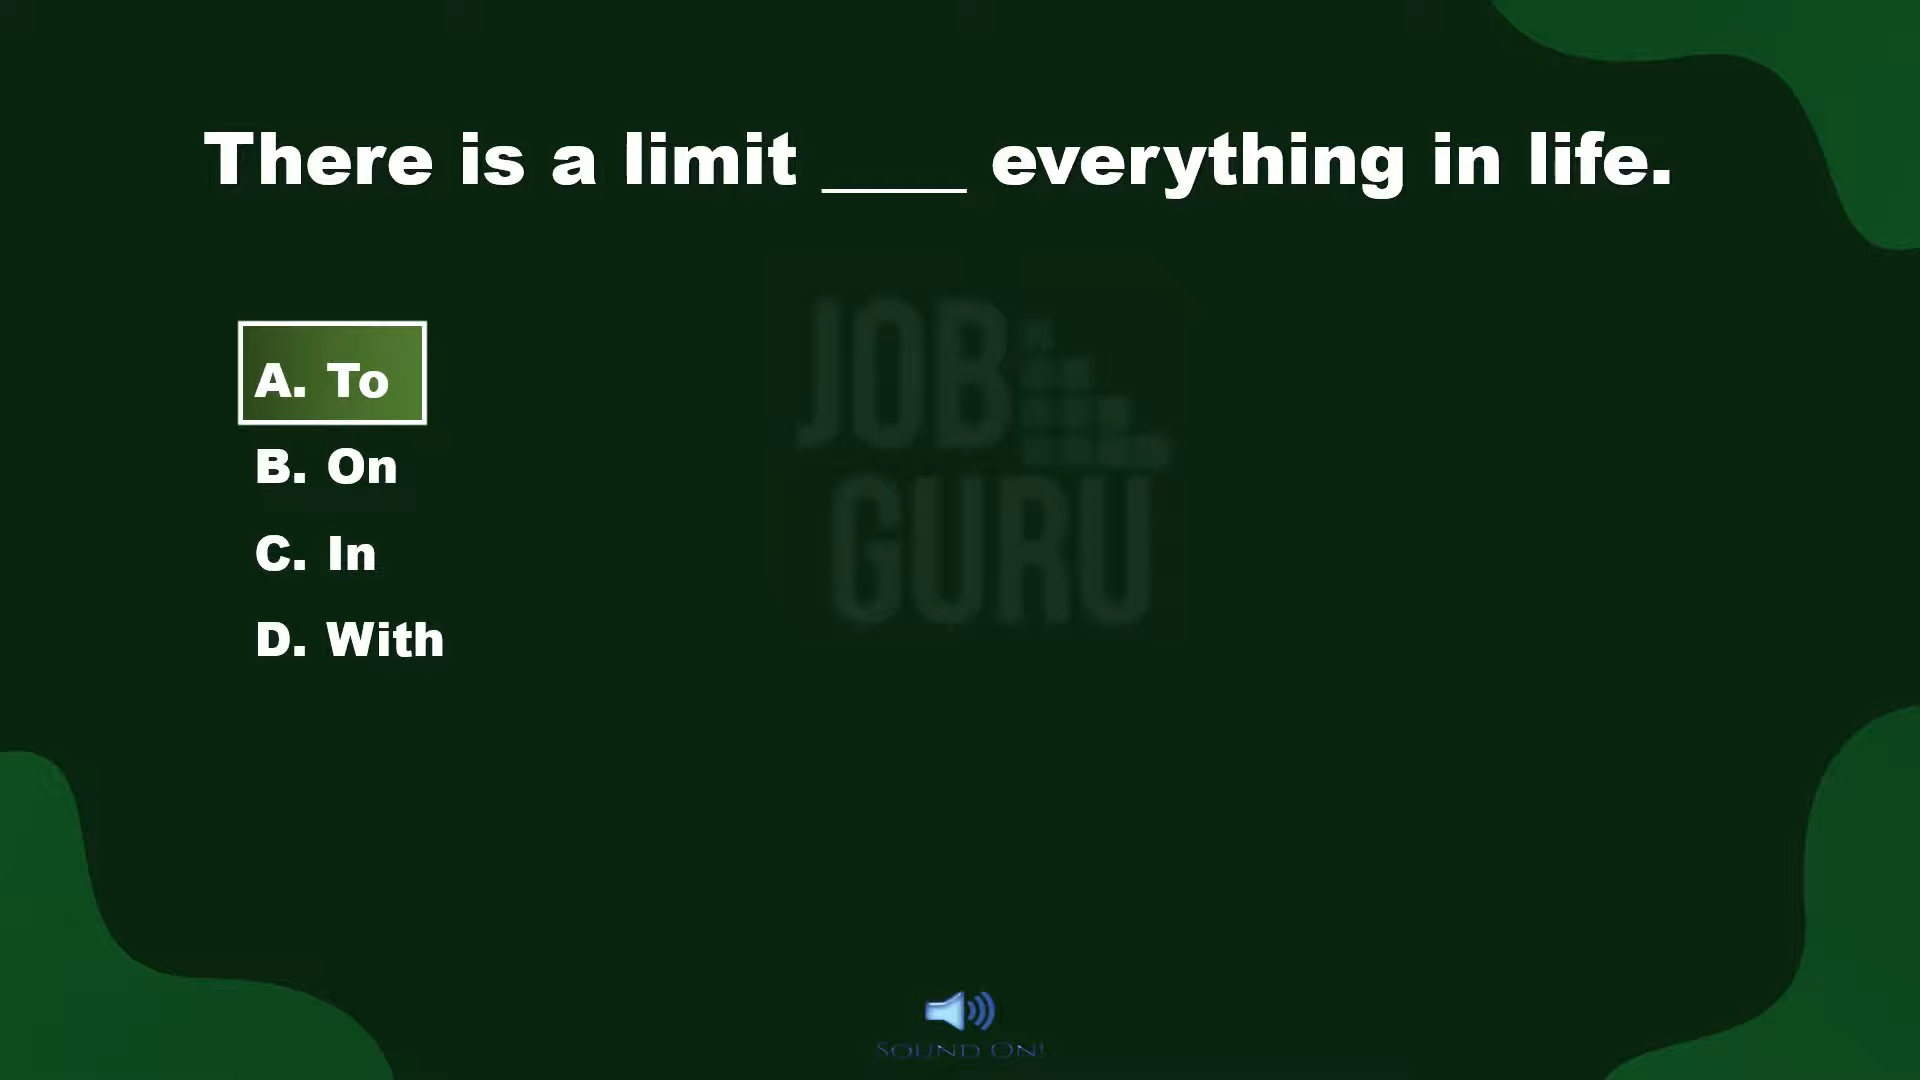 There is a limit ____ everything in life.
A. To
B. On
C. In
D. With
JOB
GURU
SOUND ON!